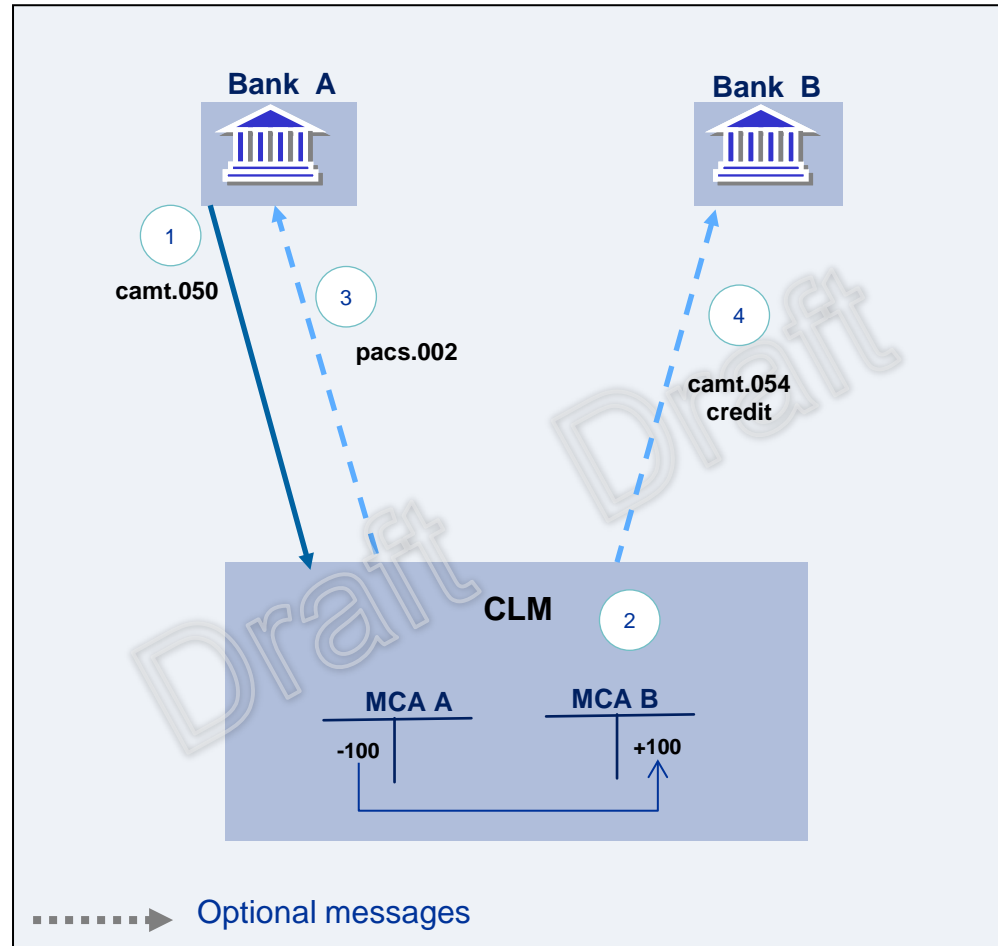 Bank A
Bank B
1
camt.050
3
pacs.002
4
camt.054
credit
Draft
Draft
CLM
2
MCA A
MCA B
-100
+100
Optional messages